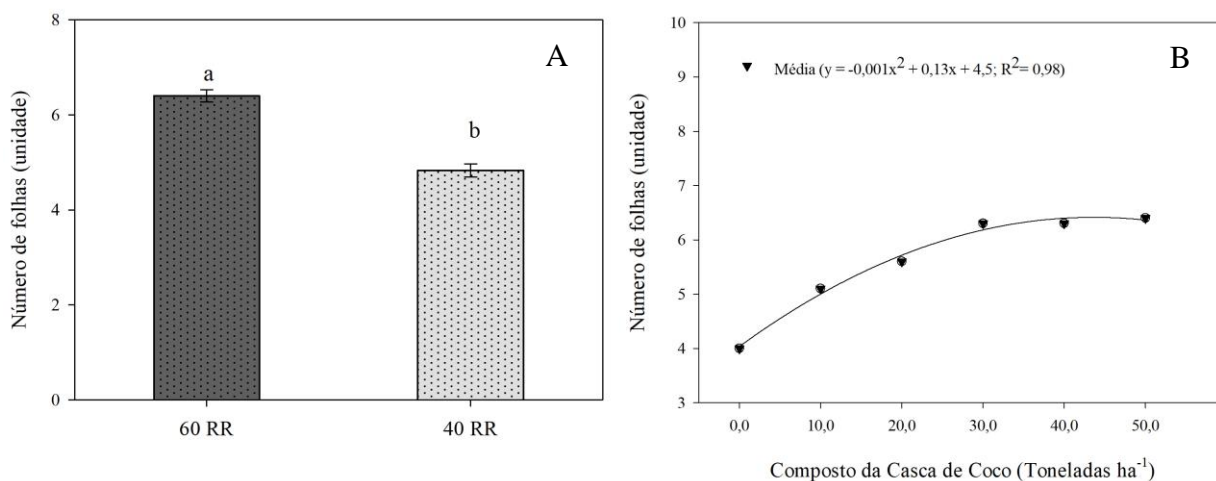 A
Número de folhas (unidade)
8
6
4
2
0
a
b
60 RR
40 RR
B
Número de folhas (unidade)
10
9
8
7
6
5
4
3
Média (y = -0,001x² + 0,13x + 4,5; R²= 0,98)
0,0
10,0
20,0
30,0
40,0
50,0
Composto da Casca de Coco (Toneladas ha⁻¹)